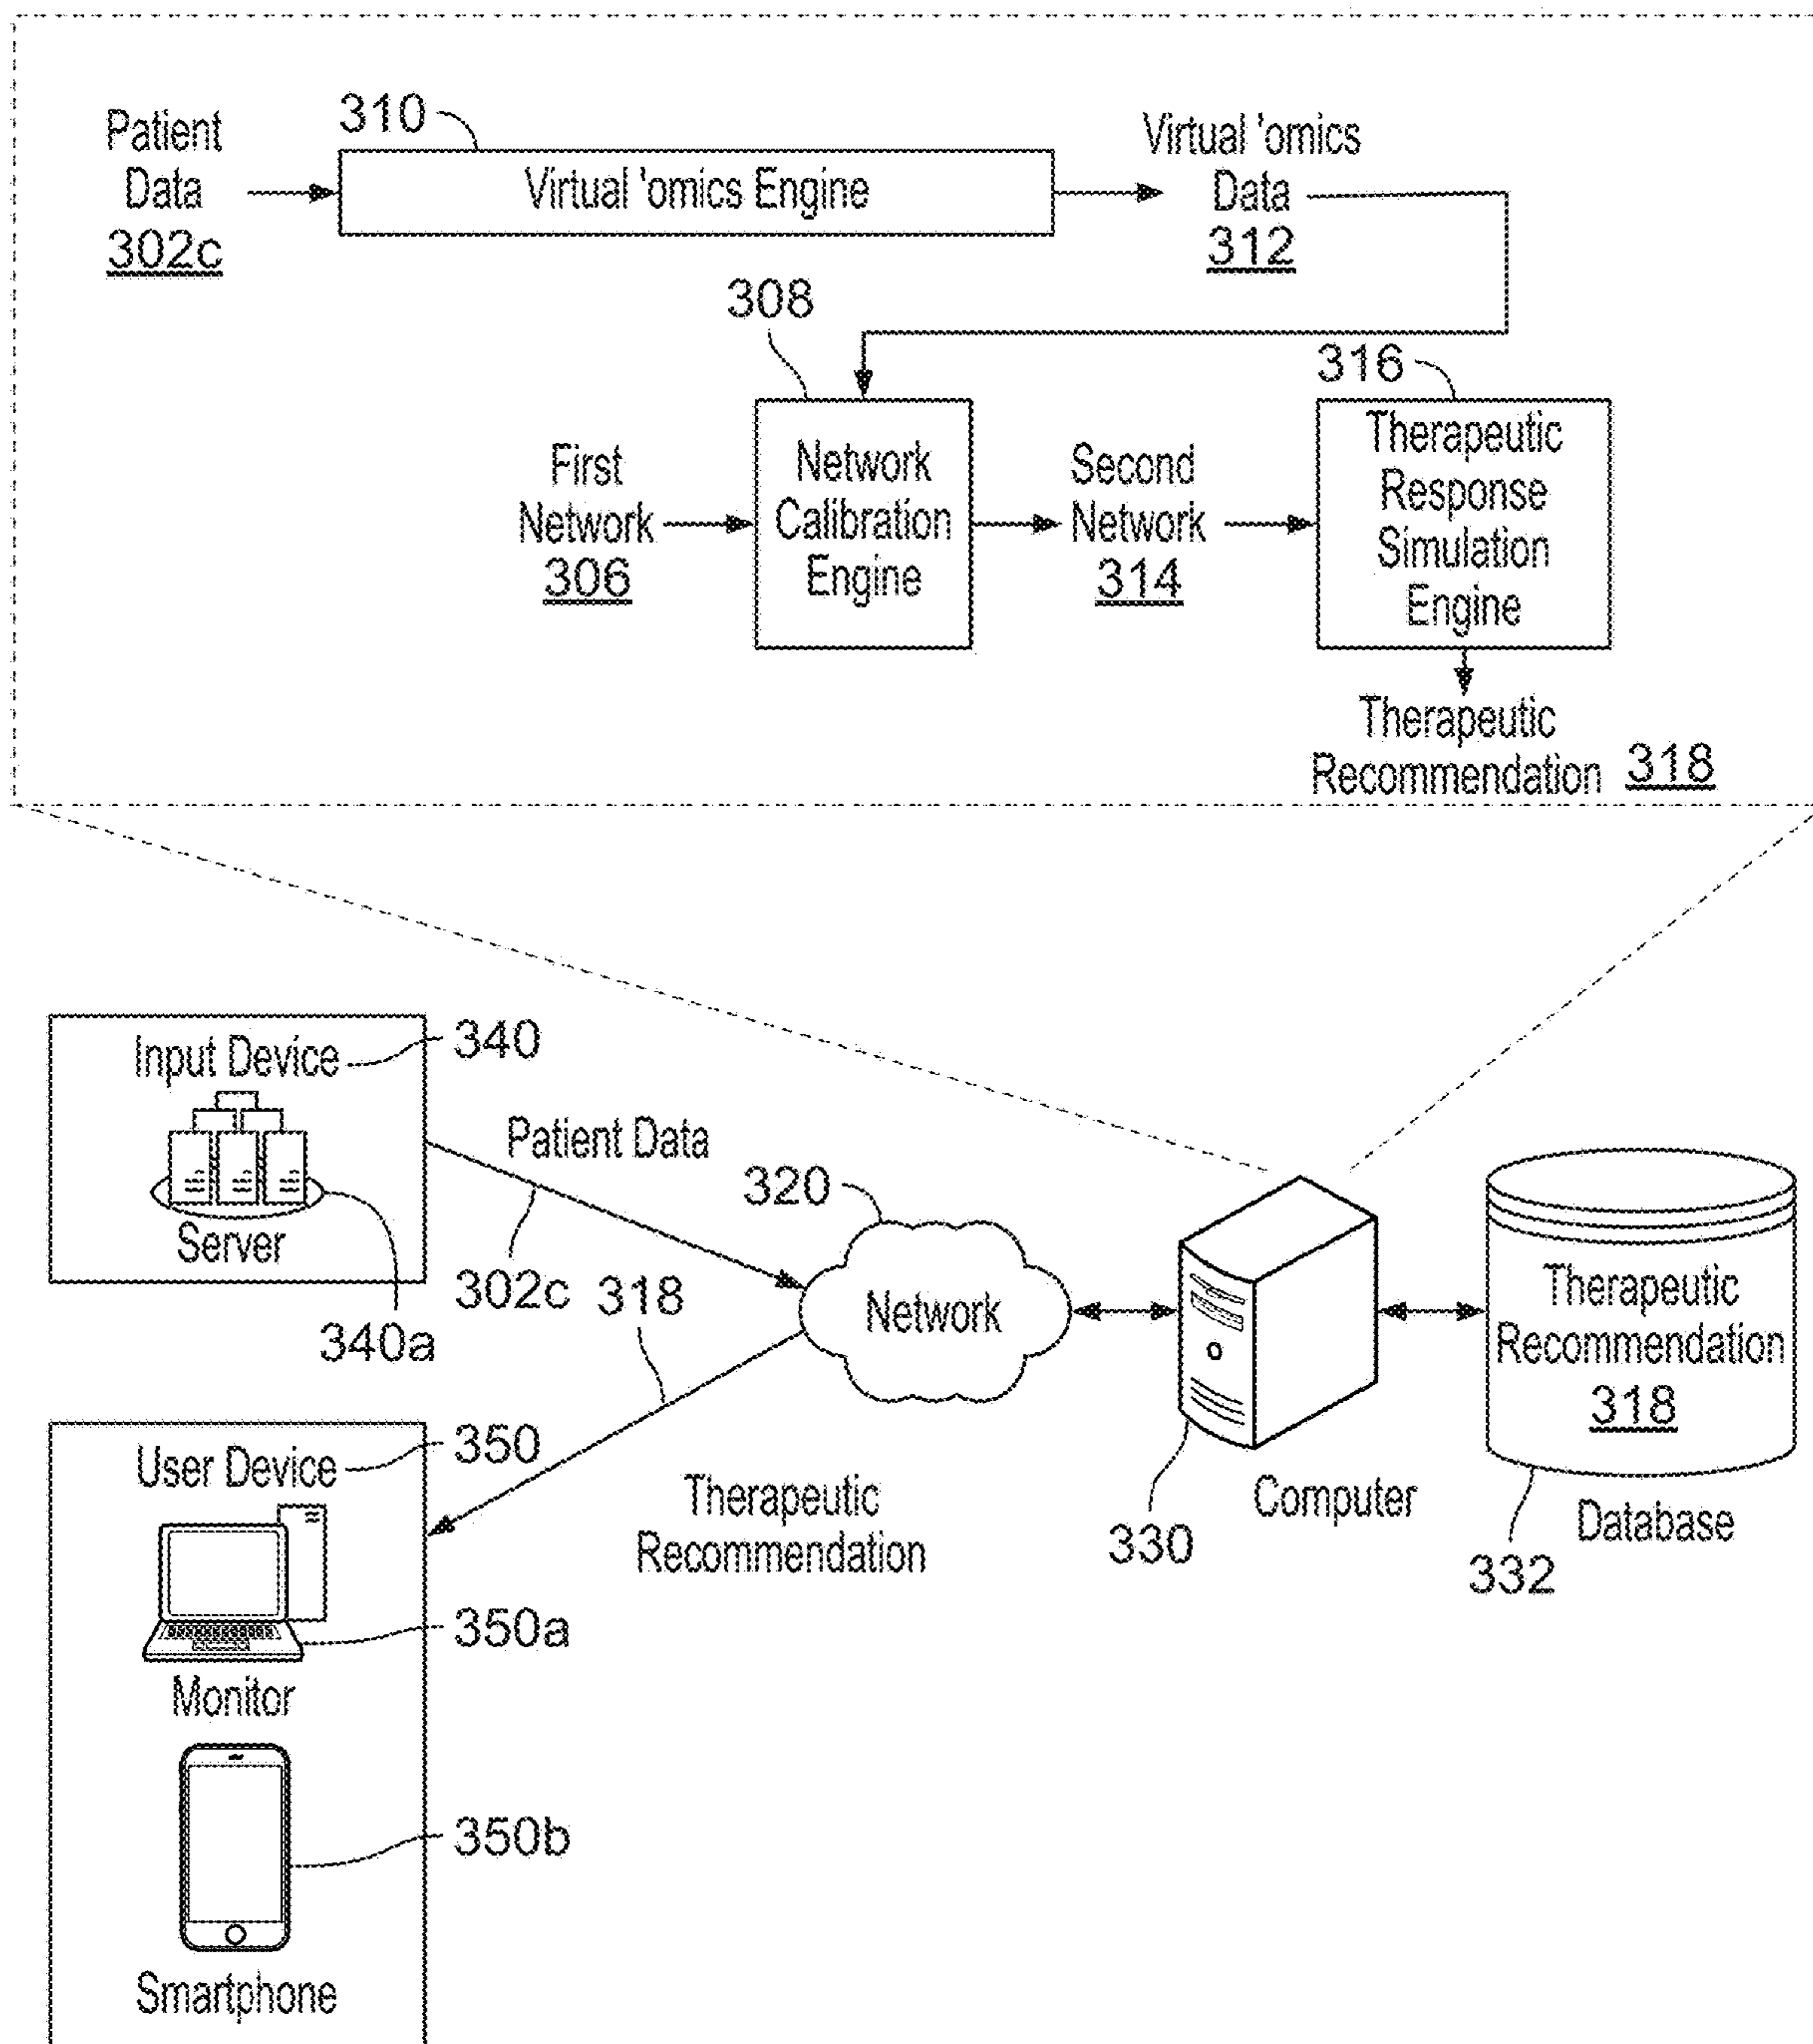 310
Patient
Data
302c
Virtual 'omics Engine
Virtual 'omics
Data
312
308
316
First
Network
306
Network
Calibration
Engine
Second
Network
314
Therapeutic
Response
Simulation
Engine
Therapeutic
Recommendation 318
Input Device
340
Server
340a
Patient Data
302c
318
320
Network
330
Computer
Therapeutic
Recommendation
318
332
Database
Therapeutic
Recommendation
User Device
350
350a
Monitor
350b
Smartphone